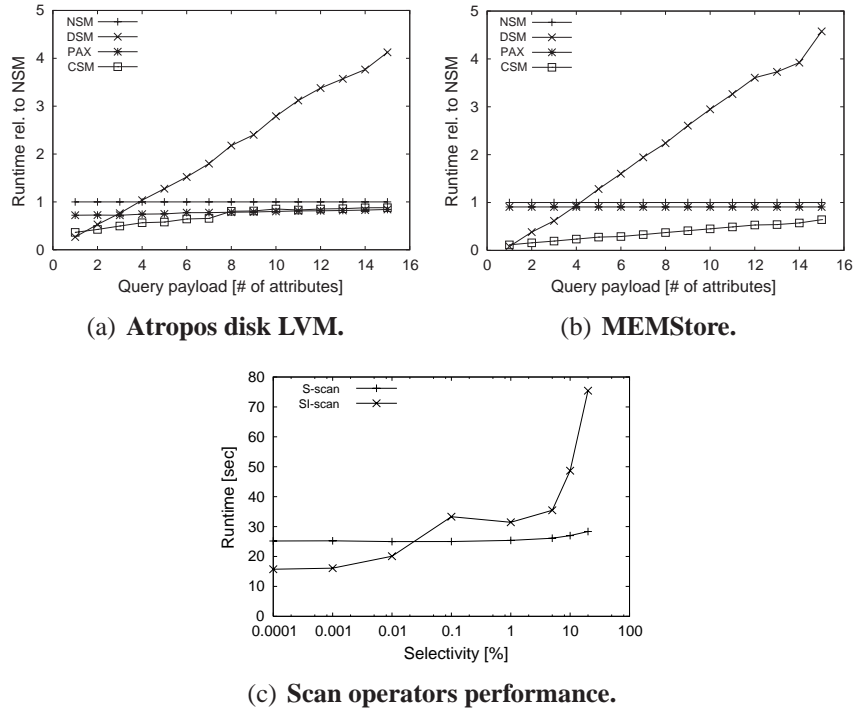 NSM
DSM
PAX
CSM
5
4
3
2
1
0
Runtime rel. to NSM
0 2 4 6 8 10 12 14 16
Query payload [# of attributes]
(a) Atropos disk LVM.
NSM
DSM
PAX
CSM
5
4
3
2
1
0
Runtime rel. to NSM
0 2 4 6 8 10 12 14 16
Query payload [# of attributes]
(b) MEMStore.
S-scan
SI-scan
80
70
60
50
40
30
20
10
0
Runtime [sec]
0.0001 0.001 0.01 0.1 1 10 100
Selectivity [%]
(c) Scan operators performance.